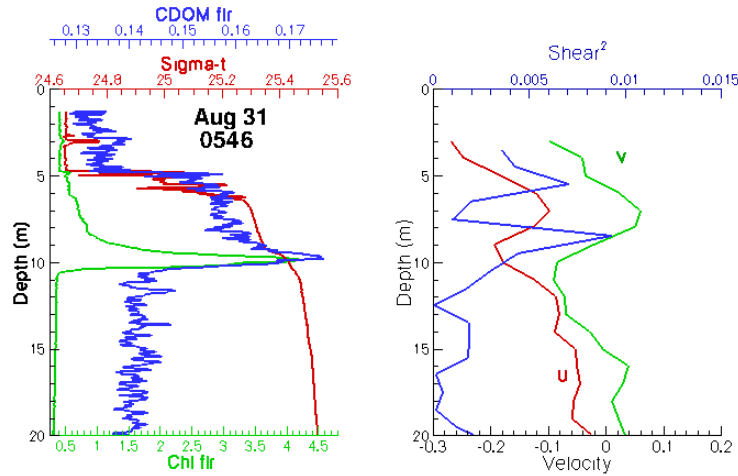 CDOM flr
0.13 0.14 0.15 0.16 0.17
Sigma-t
24.6 24.8 25 25.2 25.4 25.6
Aug 31
0546
0
5
10
15
20
Depth (m)
0.5 1 1.5 2 2.5 3 3.5 4 4.5
Chl flr
Shear²
0 0.005 0.01 0.015
v
u
0
5
10
15
20
Depth (m)
-0.3 -0.2 -0.1 0 0.1 0.2
Velocity